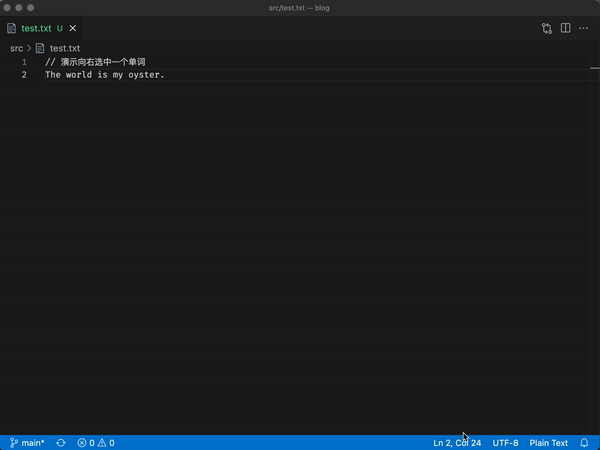 src/test.txt — blog
test.txt U
src > test.txt
1 // 演示向右选中一个单词
2 The world is my oyster.
main* 0 0 Ln 2, Col 24 UTF-8 Plain Text